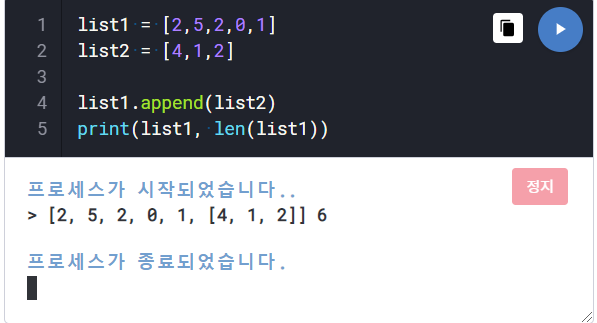 1 list1 = [2,5,2,0,1]
2 list2 = [4,1,2]
3
4 list1.append(list2)
5 print(list1, len(list1))
정지
프로세스가 시작되었습니다..
> [2, 5, 2, 0, 1, [4, 1, 2]] 6
프로세스가 종료되었습니다.